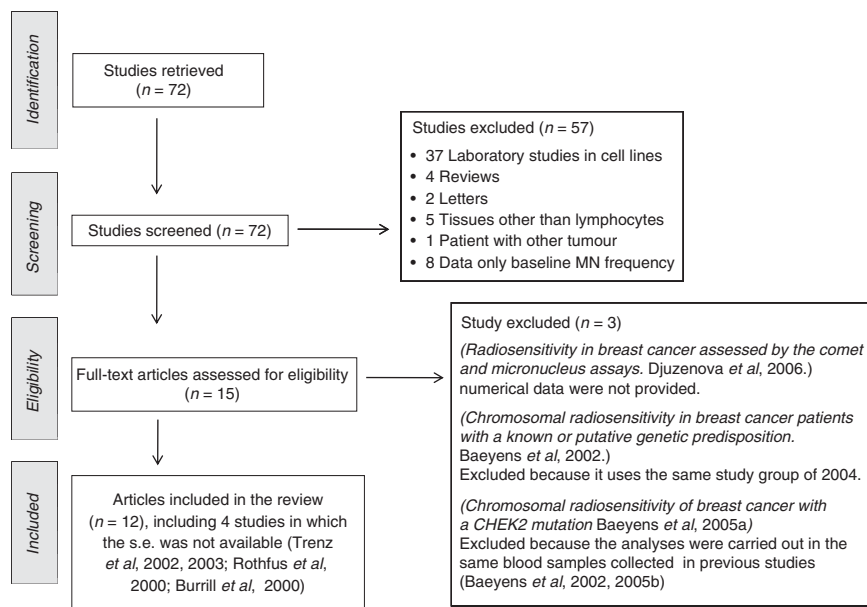 Identification
Studies retrieved
(n = 72)
Studies excluded (n = 57)
• 37 Laboratory studies in cell lines
• 4 Reviews
• 2 Letters
• 5 Tissues other than lymphocytes
• 1 Patient with other tumour
• 8 Data only baseline MN frequency
Screening
Studies screened (n = 72)
Eligibility
Full-text articles assessed for eligibility
(n = 15)
Study excluded (n = 3)
(Radiosensitivity in breast cancer assessed by the comet
and micronucleus assays. Djuzenova et al, 2006.)
numerical data were not provided.
(Chromosomal radiosensitivity in breast cancer patients
with a known or putative genetic predisposition.
Baeyens et al, 2002.)
Excluded because it uses the same study group of 2004.
(Chromosomal radiosensitivity of breast cancer with
a CHEK2 mutation Baeyens et al, 2005a)
Excluded because the analyses were carried out in the
same blood samples collected in previous studies
(Baeyens et al, 2002, 2005b)
Included
Articles included in the review
(n = 12), including 4 studies in which
the s.e. was not available (Trenz
et al, 2002, 2003; Rothfus et al,
2000; Burrill et al, 2000)